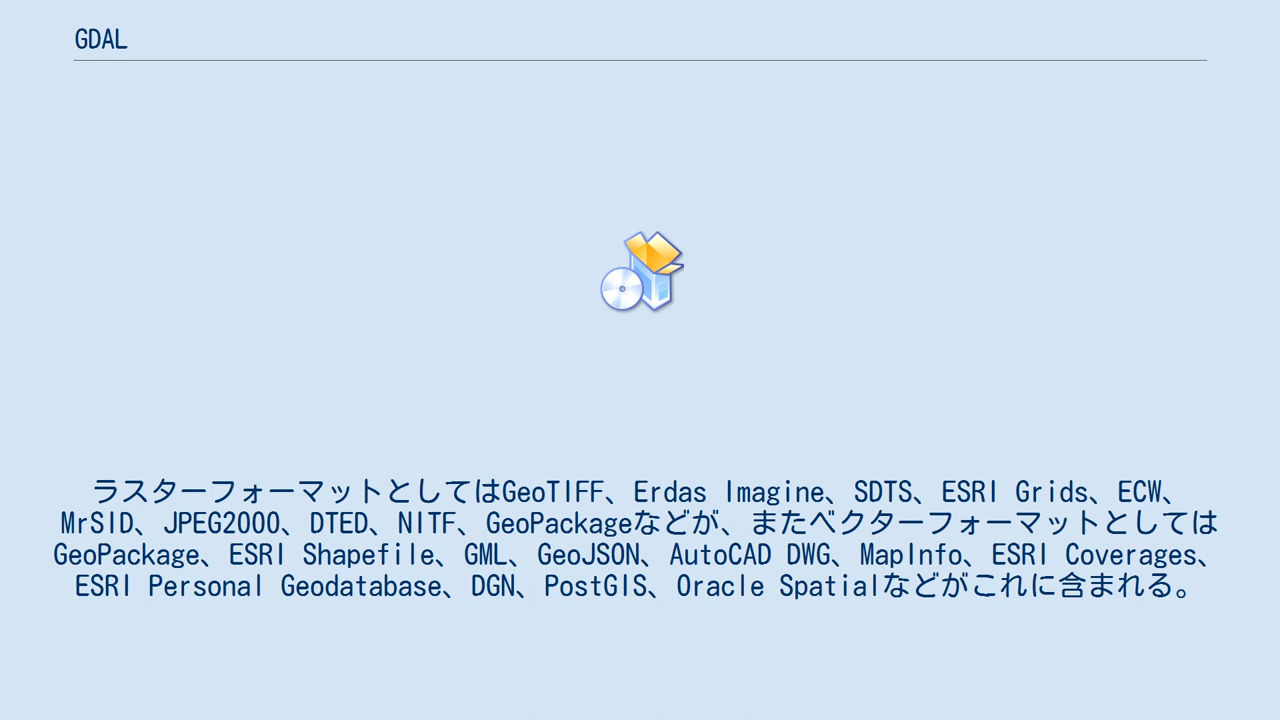 GDAL
ラスターフォーマットとしてはGeoTIFF、Erdas Imagine、SDTS、ESRI Grids、ECW、
MrSID、JPEG2000、DTED、NITF、GeoPackageなどが、またベクターフォーマットとしては
GeoPackage、ESRI Shapefile、GML、GeoJSON、AutoCAD DWG、MapInfo、ESRI Coverages、
ESRI Personal Geodatabase、DGN、PostGIS、Oracle Spatialなどがこれに含まれる。